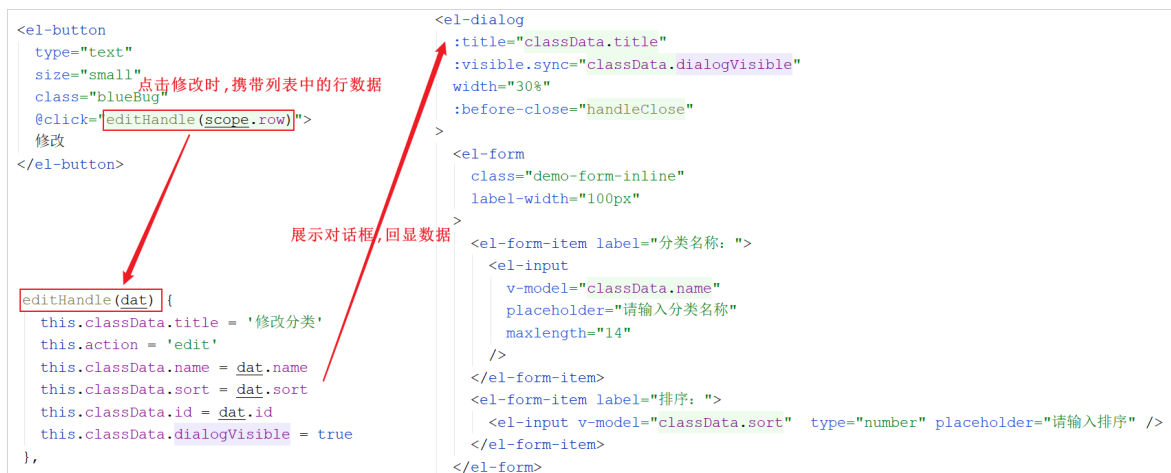 <el-button
type="text"
size="small"
class="blueBug"
@click="editHandle(scope.row)">
修改
</el-button>
点击修改时,携带列表中的行数据
editHandle(dat) {
this.classData.title = '修改分类'
this.action = 'edit'
this.classData.name = dat.name
this.classData.sort = dat.sort
this.classData.id = dat.id
this.classData.dialogVisible = true
},
展示对话框,回显数据
<el-dialog
:title="classData.title"
:visible.sync="classData.dialogVisible"
width="30%"
:before-close="handleClose"
>
<el-form
class="demo-form-inline"
label-width="100px"
>
<el-form-item label="分类名称：">
<el-input
v-model="classData.name"
placeholder="请输入分类名称"
maxlength="14"
/>
</el-form-item>
<el-form-item label="排序：">
<el-input v-model="classData.sort" type="number" placeholder="请输入排序" />
</el-form-item>
</el-form>